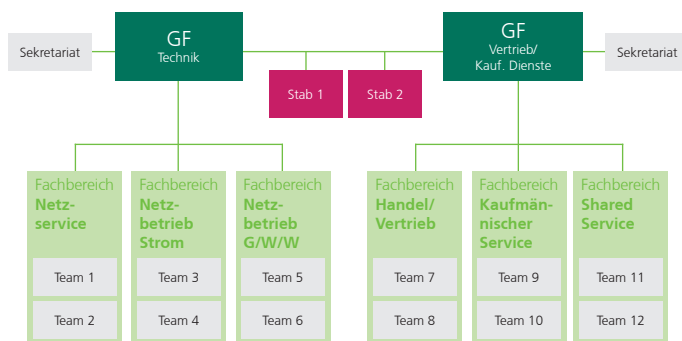 Sekretariat
GF
Technik
GF
Vertrieb/
Kauf. Dienste
Sekretariat
Stab 1
Stab 2
Fachbereich
Netz-
service
Team 1
Team 2
Fachbereich
Netz-
betrieb
Strom
Team 3
Team 4
Fachbereich
Netz-
betrieb
G/W/W
Team 5
Team 6
Fachbereich
Handel/
Vertrieb
Team 7
Team 8
Fachbereich
Kaufmän-
nischer
Service
Team 9
Team 10
Fachbereich
Shared
Service
Team 11
Team 12